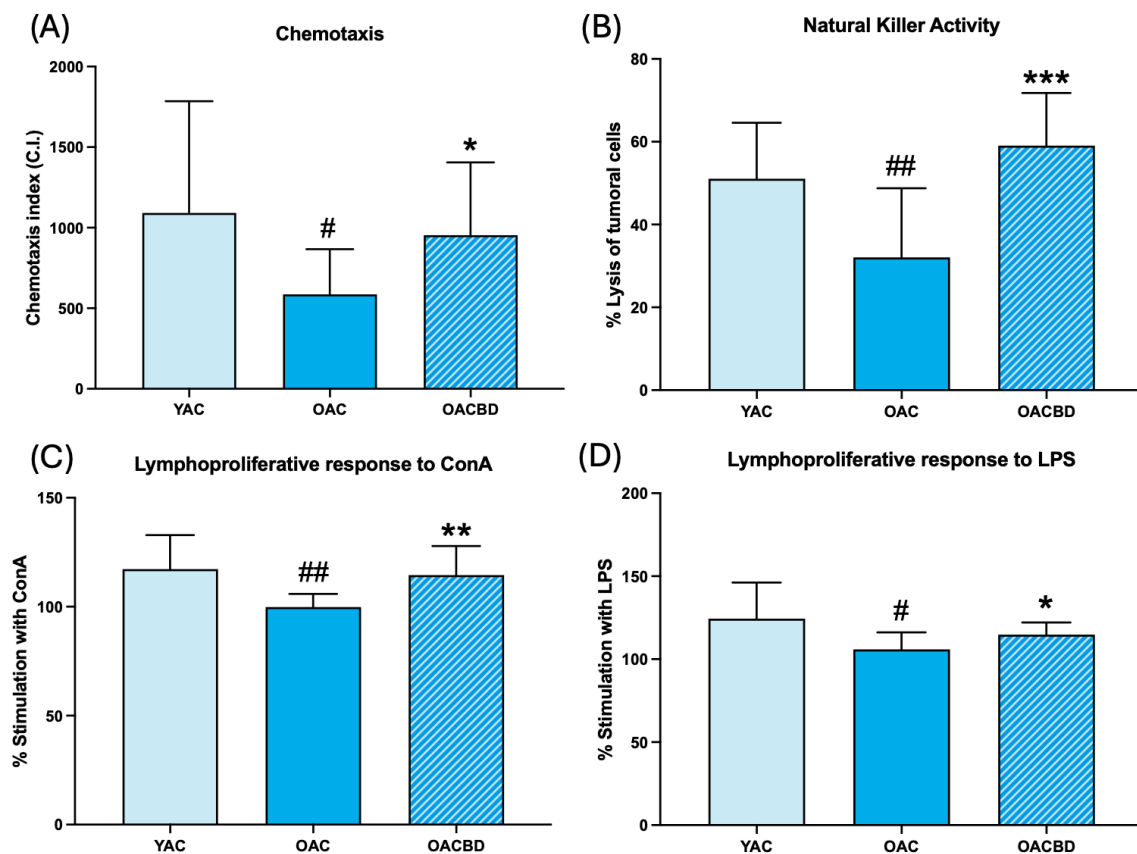 (A)
Chemotaxis
Chemotaxis index (C.I.)
2000
1500
1000
500
0
#
*
YAC OAC OACBD
(B)
Natural Killer Activity
% Lysis of tumoral cells
80
60
40
20
0
##
***
YAC OAC OACBD
(C)
Lymphoproliferative response to ConA
% Stimulation with ConA
150
100
50
0
##
**
YAC OAC OACBD
(D)
Lymphoproliferative response to LPS
% Stimulation with LPS
200
150
100
50
0
#
*
YAC OAC OACBD